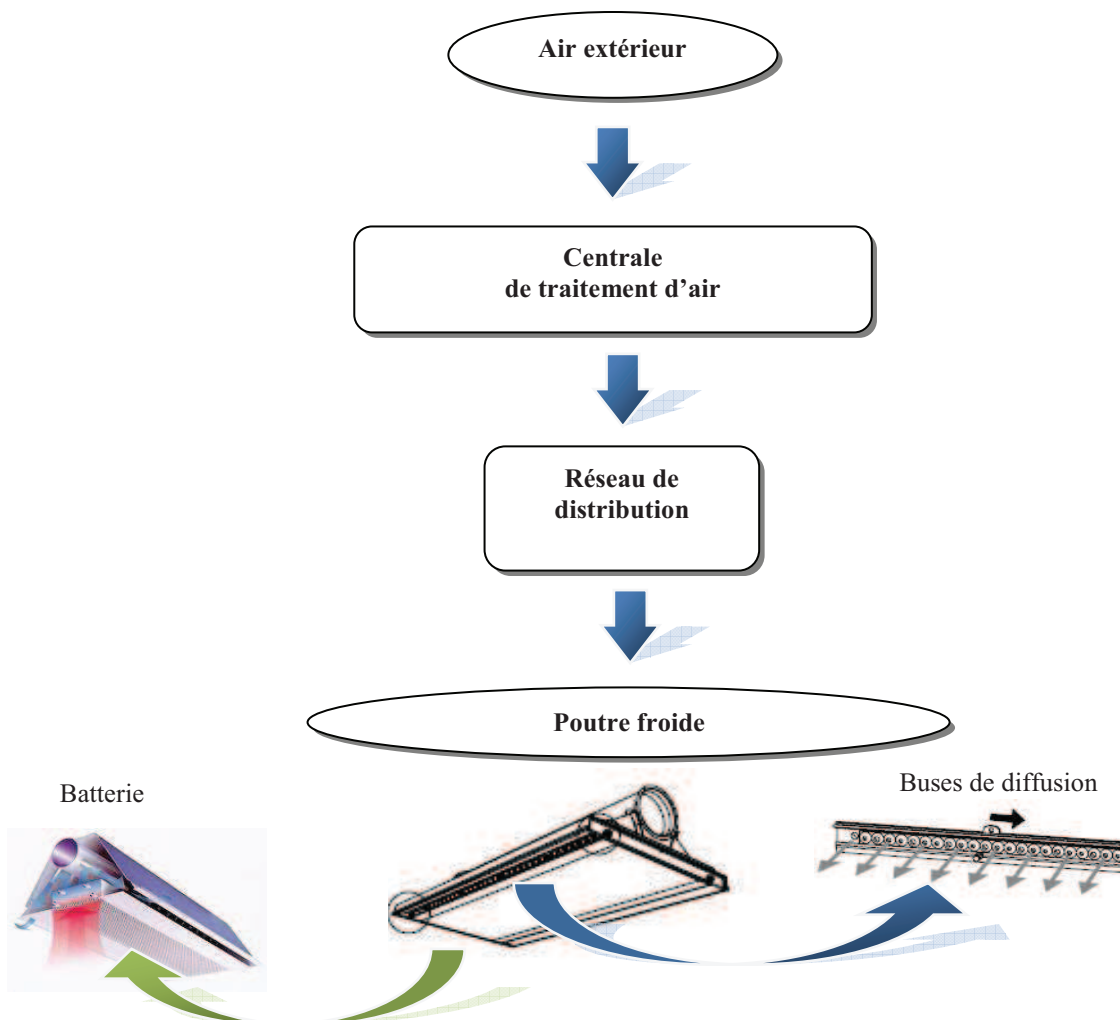 Air extérieur
Centrale
de traitement d’air
Réseau de
distribution
Poutre froide
Batterie
Buses de diffusion